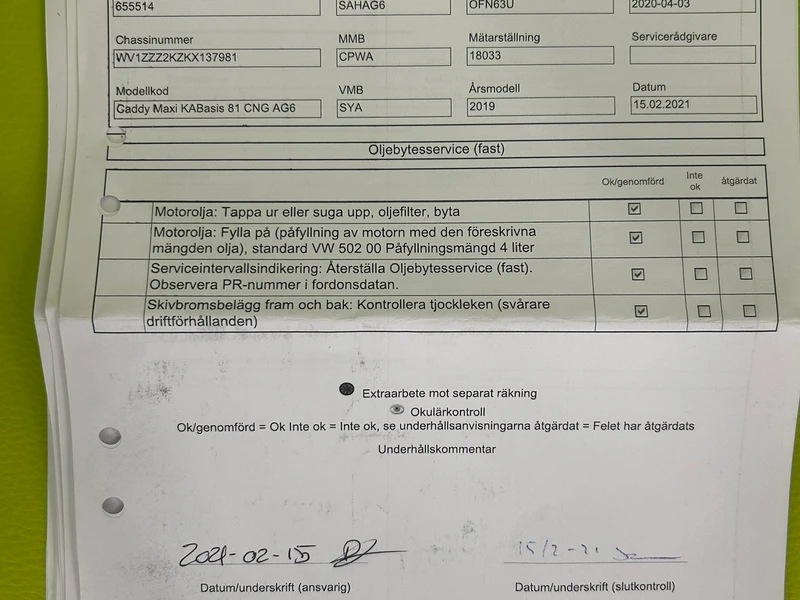 655514 SAHAG6 OFN63U 2020-04-03
Chassinummer MMB Mätarställning Servicerådgivare
WV1ZZZ2KZKX137981 CPWA 18033
Modellkod VMB Årsmodell Datum
Caddy Maxi KABasis 81 CNG AG6 SYA 2019 15.02.2021
Oljebytesservice (fast)
Ok/genomförd Inte ok åtgärdat
Motorolja: Tappa ur eller suga upp, oljefilter, byta
Motorolja: Fylla på (påfyllning av motorn med den föreskrivna
mängden olja), standard VW 502 00 Påfyllningsmängd 4 liter
Serviceintervallsindikering: Återställa Oljebytesservice (fast).
Observera PR-nummer i fordonsdatan.
Skivbromsbelägg fram och bak: Kontrollera tjockleken (svårare
driftförhållanden)
Extraarbete mot separat räkning
Okulärkontroll
Ok/genomförd = Ok Inte ok = Inte ok, se underhållsanvisningarna åtgärdat = Felet har åtgärdats
Underhållskommentar
2021-02-15 15/2-21
Datum/underskrift (ansvarig) Datum/underskrift (slutkontroll)